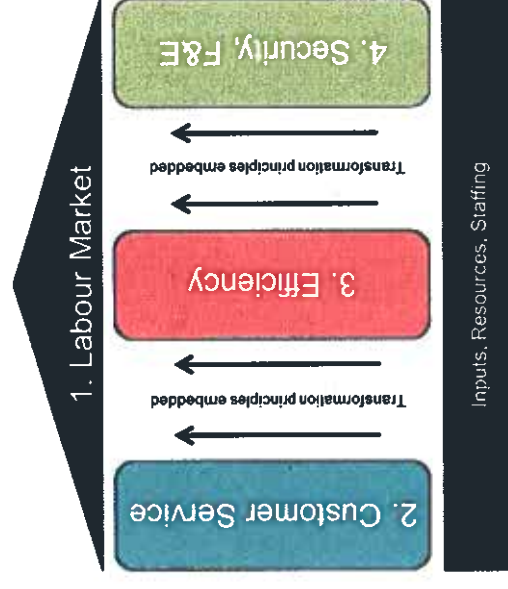 1. Labour Market
2. Customer Service
Transformation principles embedded
3. Efficiency
Transformation principles embedded
4. Security, F&E
Inputs, Resources, Staffing